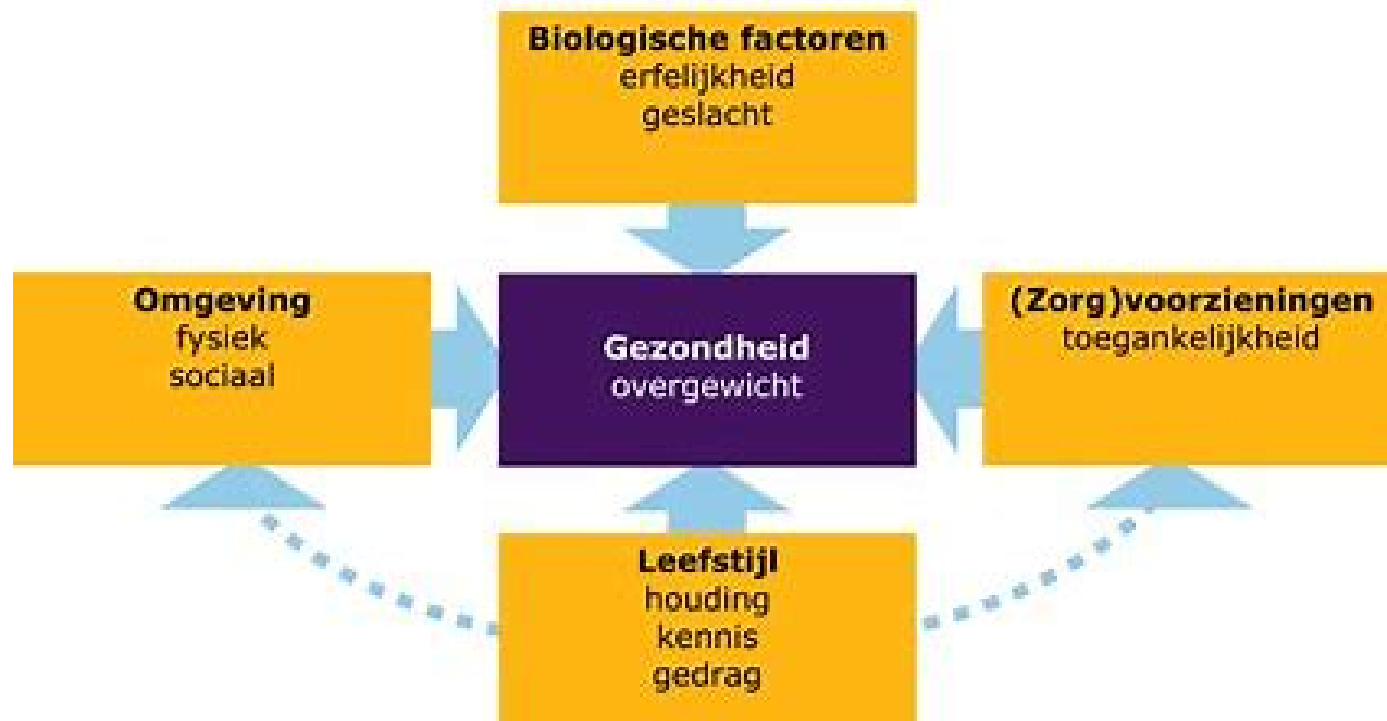 Biologische factoren
erfelijkheid
geslacht
Omgeving
fysiek
sociaal
Gezondheid
overgewicht
(Zorg)voorzieningen
toegankelijkheid
Leefstijl
houding
kennis
gedrag